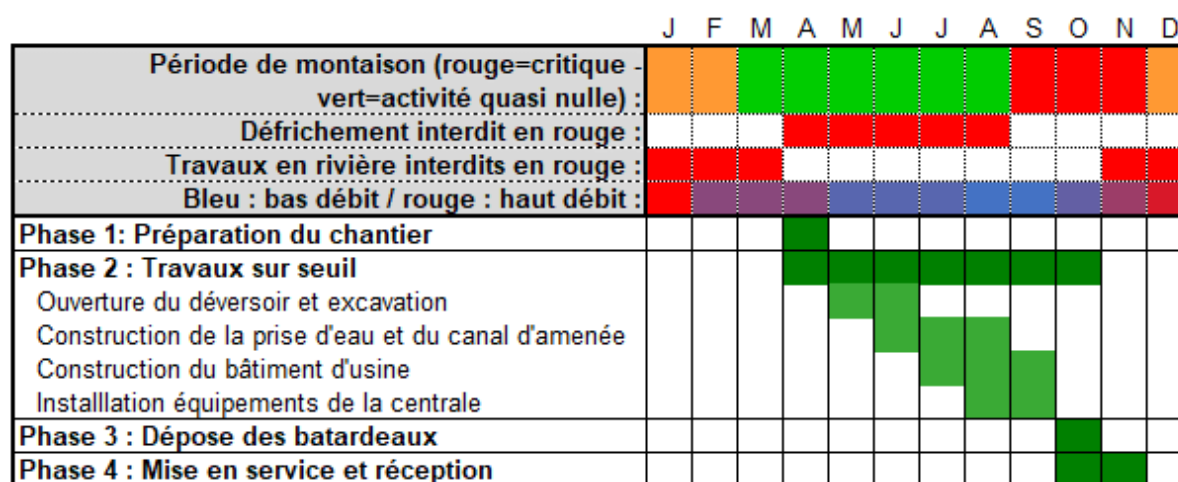 J F M A M J J A S O N D
Période de montaison (rouge=critique -
vert=activité quasi nulle) :
Défrichement interdit en rouge :
Travaux en rivière interdits en rouge :
Bleu : bas débit / rouge : haut débit :
Phase 1: Préparation du chantier
Phase 2 : Travaux sur seuil
Ouverture du déversoir et excavation
Construction de la prise d'eau et du canal d'amenée
Construction du bâtiment d'usine
Installlation équipements de la centrale
Phase 3 : Dépose des batardeaux
Phase 4 : Mise en service et réception